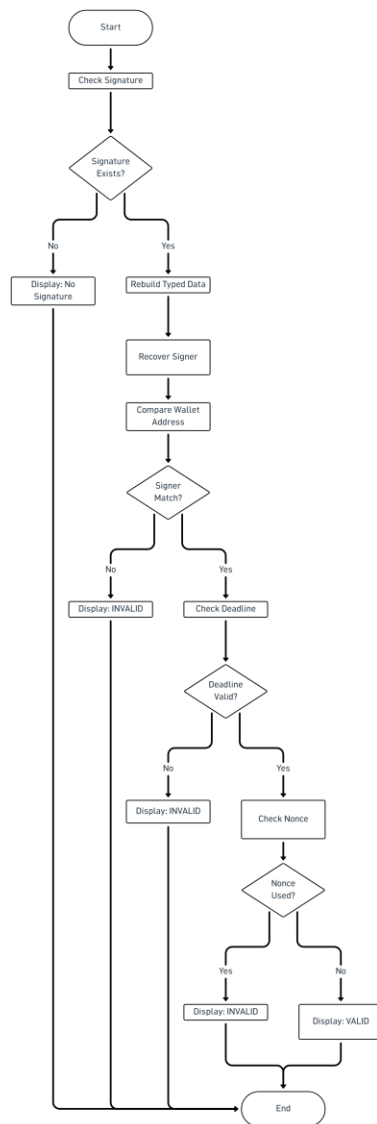 Start
Check Signature
Signature
Exists?
No
Yes
Display: No
Signature
Rebuild Typed Data
Recover Signer
Compare Wallet
Address
Signer
Match?
No
Yes
Display: INVALID
Check Deadline
Deadline
Valid?
No
Yes
Display: INVALID
Check Nonce
Nonce
Used?
Yes
No
Display: INVALID
Display: VALID
End